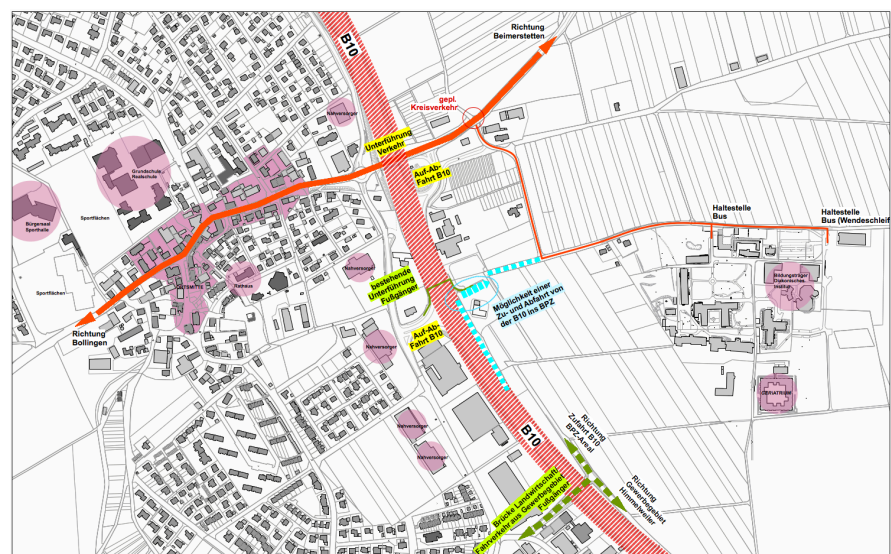 Richtung
Beimerstetten
B10
gepl.
Kreisverkehr
Nahversorger
Unterführung
Verkehr
Auf-Ab-
Fahrt B10
Grundschule
Realschule
Bürgersaal
Sporthalle
Sportflächen
Haltestelle
Bus
Haltestelle
Bus (Wendeschleif
Nahversorger
bestehende
Unterführung
Fußgänger
Rathaus
ORTSMITTE
Sportflächen
Möglichkeit einer
Zu- und Abfahrt von
der B10 ins BPZ
Bildungsträger
Diakonisches
Institut
Richtung
Bollingen
Auf-Ab-
Fahrt B10
Nahversorger
GERIATRIUM
Nahversorger
Nahversorger
B10
Richtung
Zufahrt B10-
BPZ-Areal
Richtung
Gewerbegebiet
Himmelweiler
Brücke Landwirtschaft/
Fahrverkehr aus Gewerbegebiet
Fußgänger